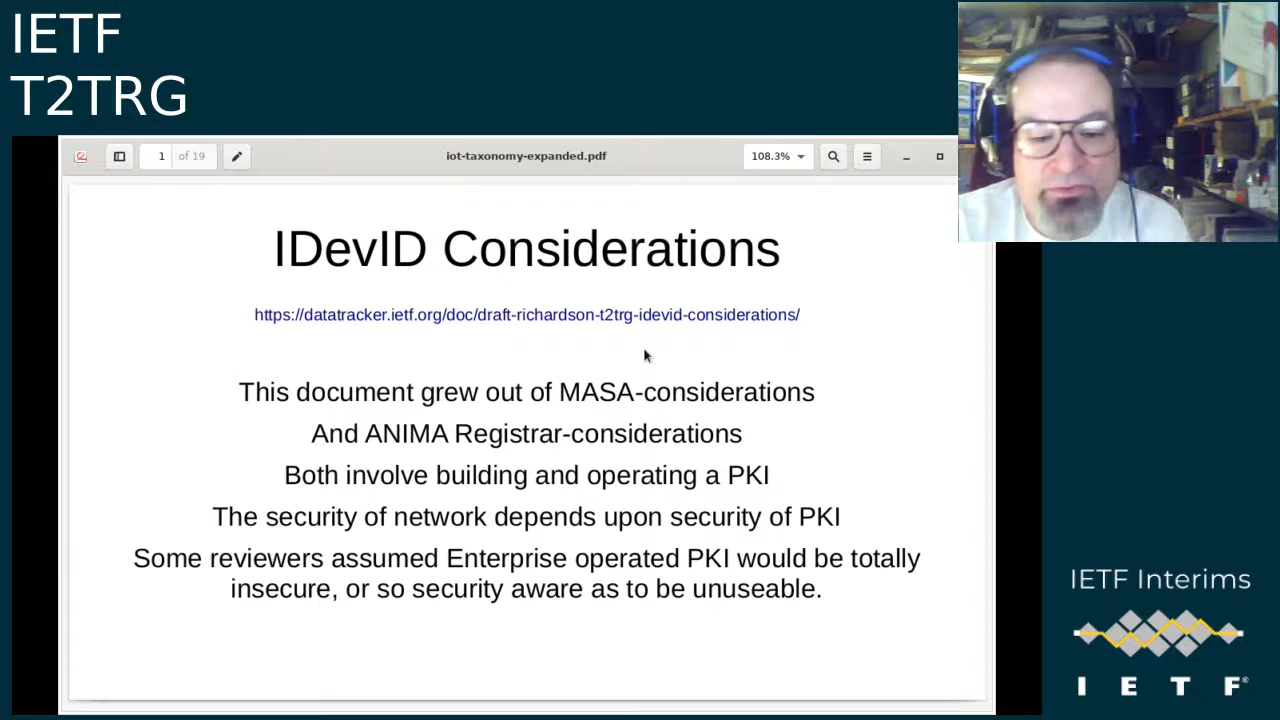 IETF
T2TRG
1 of 19
iot-taxonomy-expanded.pdf
108.3%
IDevID Considerations
https://datatracker.ietf.org/doc/draft-richardson-t2trg-idevid-considerations/
This document grew out of MASA-considerations
And ANIMA Registrar-considerations
Both involve building and operating a PKI
The security of network depends upon security of PKI
Some reviewers assumed Enterprise operated PKI would be totally
insecure, or so security aware as to be unuseable.
IETF Interims
I E T F®